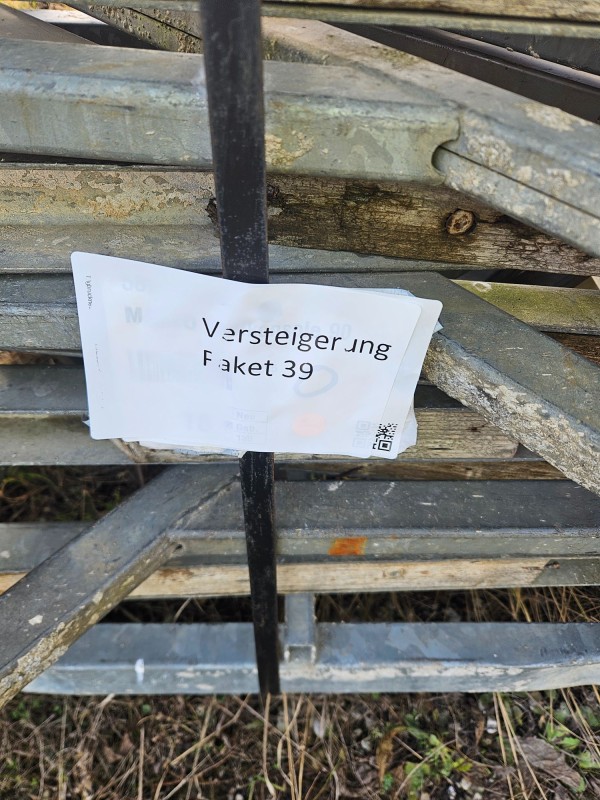 Versteigerung
Paket 39